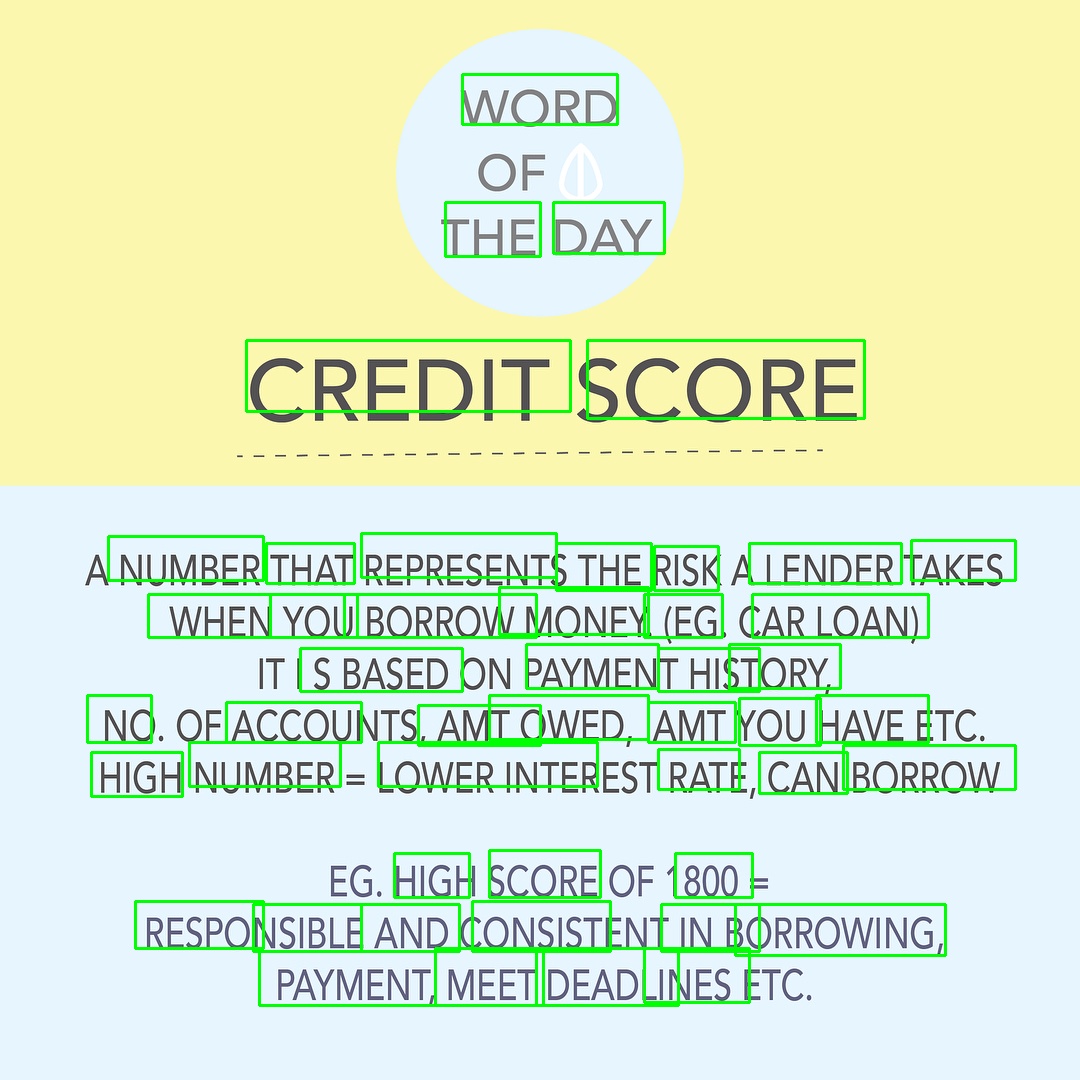 WORD
OF
THE DAY
CREDIT SCORE
A NUMBER THAT REPRESENTS THE RISK A LENDER TAKES
WHEN YOU BORROW MONEY. (EG. CAR LOAN)
IT I S BASED ON PAYMENT HISTORY,
NO. OF ACCOUNTS, AMT OWED, AMT YOU HAVE ETC.
HIGH NUMBER = LOWER INTEREST RATE, CAN BORROW
EG. HIGH SCORE OF 1800 =
RESPONSIBLE AND CONSISTENT IN BORROWING,
PAYMENT, MEET DEADLINES ETC.